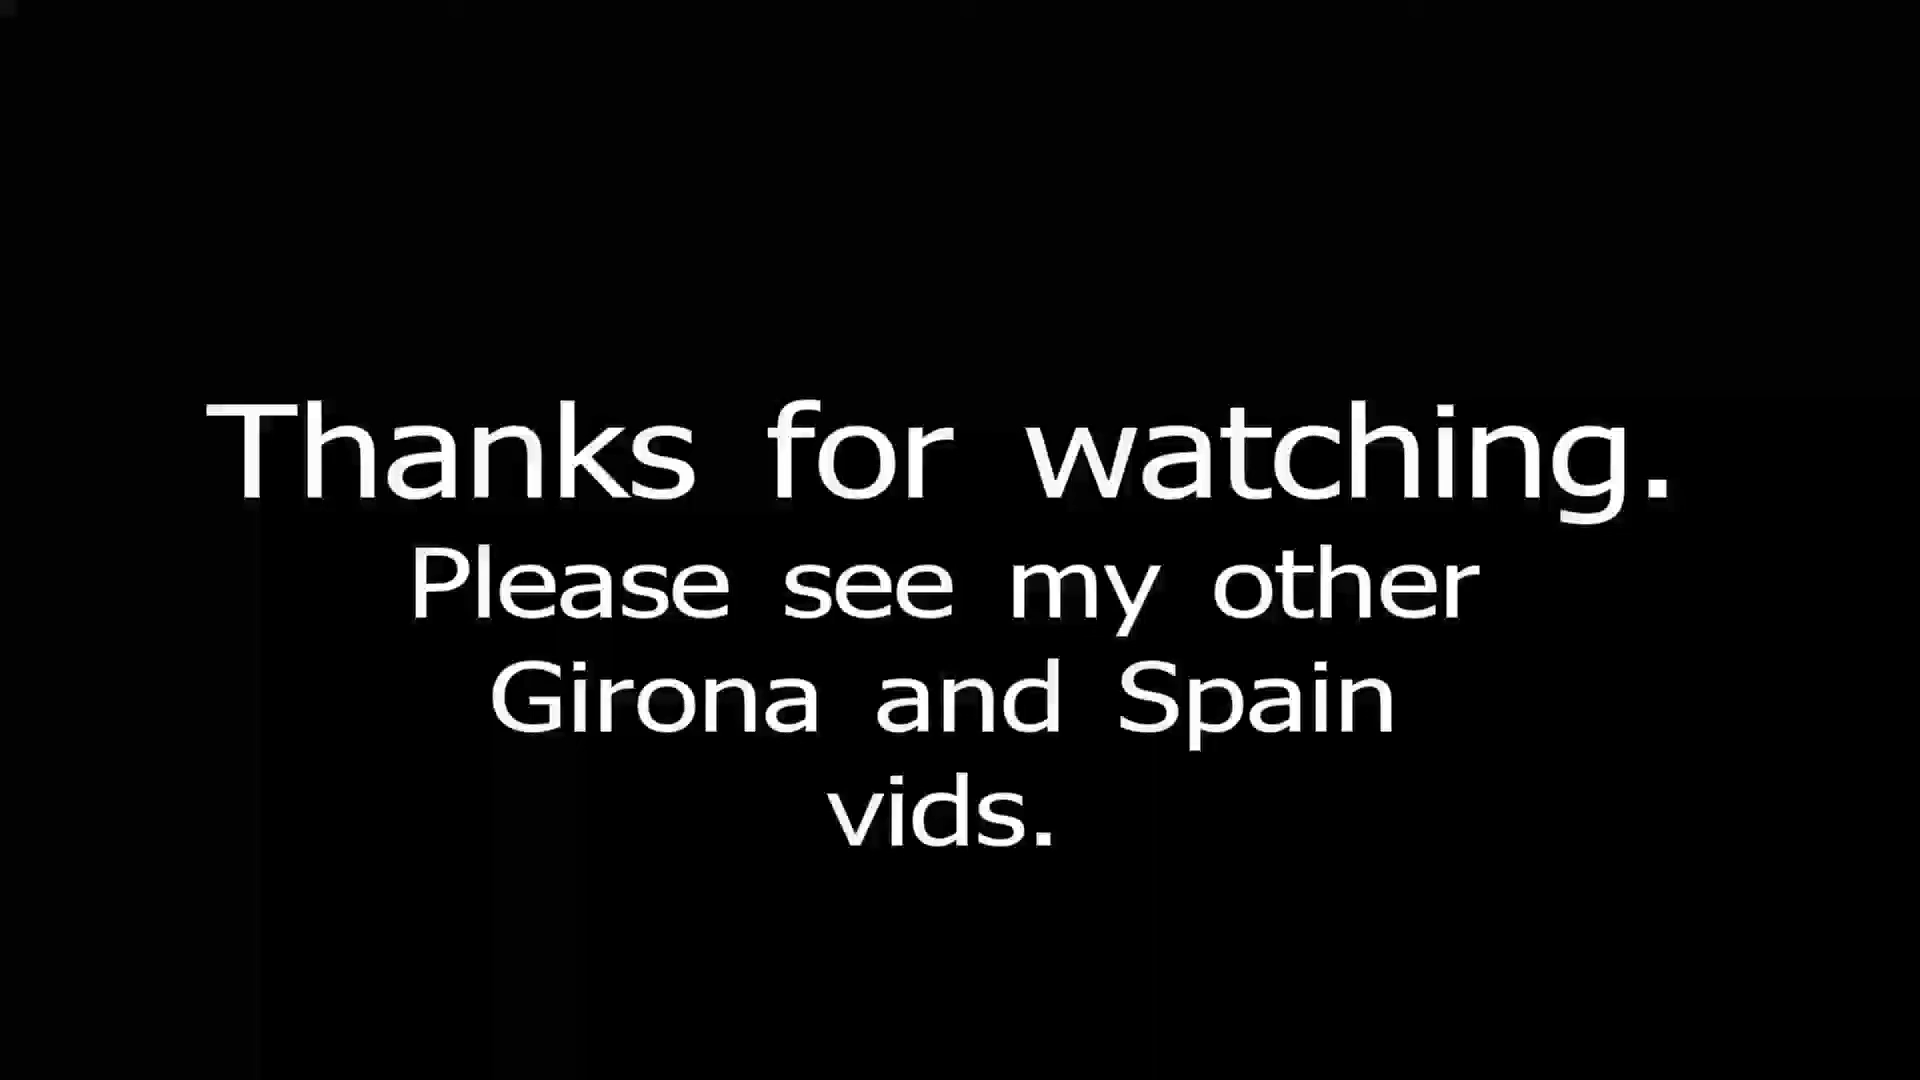 Thanks for watching.
Please see my other
Girona and Spain
vids.